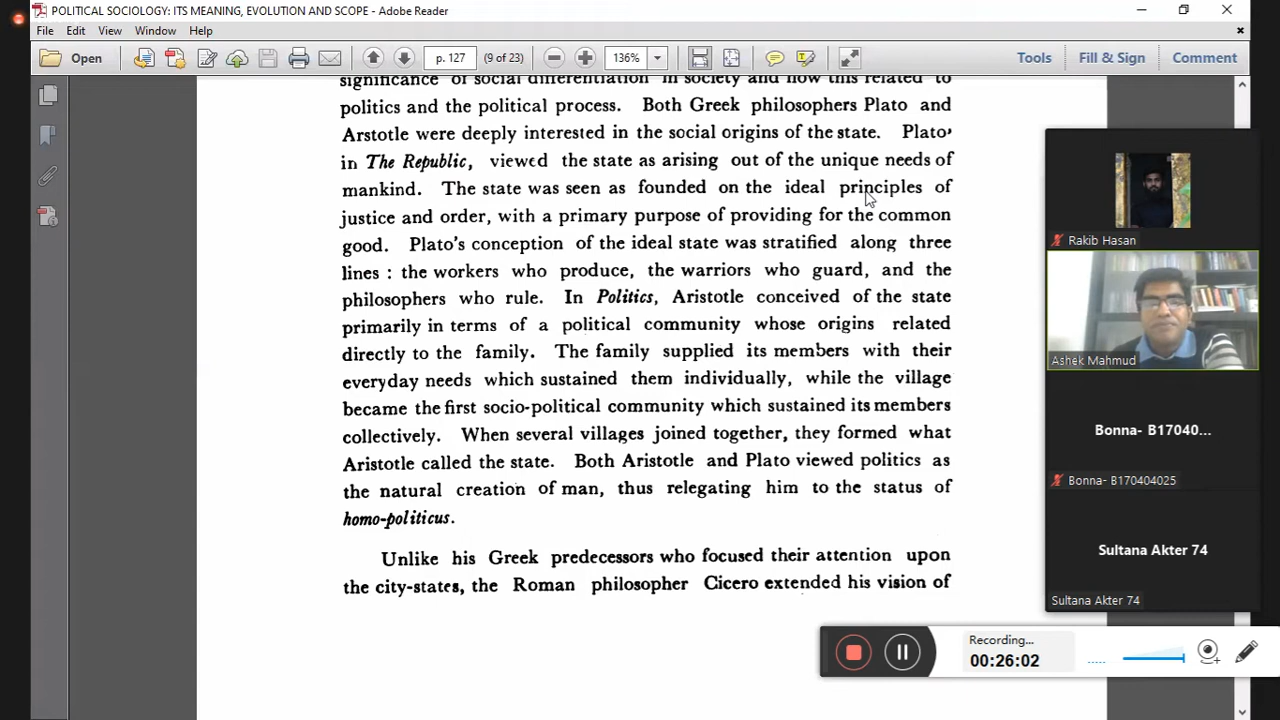 POLITICAL SOCIOLOGY: ITS MEANING, EVOLUTION AND SCOPE - Adobe Reader
File Edit View Window Help
Open p. 127 (9 of 23) 136% Tools Fill & Sign Comment
significance of social differentiation in society and how this related to
politics and the political process. Both Greek philosophers Plato and
Arstotle were deeply interested in the social origins of the state. Plato,
in The Republic, viewed the state as arising out of the unique needs of
mankind. The state was seen as founded on the ideal principles of
justice and order, with a primary purpose of providing for the common
good. Plato's conception of the ideal state was stratified along three
lines : the workers who produce, the warriors who guard, and the
philosophers who rule. In Politics, Aristotle conceived of the state
primarily in terms of a political community whose origins related
directly to the family. The family supplied its members with their
everyday needs which sustained them individually, while the village
became the first socio-political community which sustained its members
collectively. When several villages joined together, they formed what
Aristotle called the state. Both Aristotle and Plato viewed politics as
the natural creation of man, thus relegating him to the status of
homo-politicus.
Unlike his Greek predecessors who focused their attention upon
the city-states, the Roman philosopher Cicero extended his vision of
Rakib Hasan
Ashek Mahmud
Bonna- B17040...
Bonna- B170404025
Sultana Akter 74
Sultana Akter 74
Recording...
00:26:02